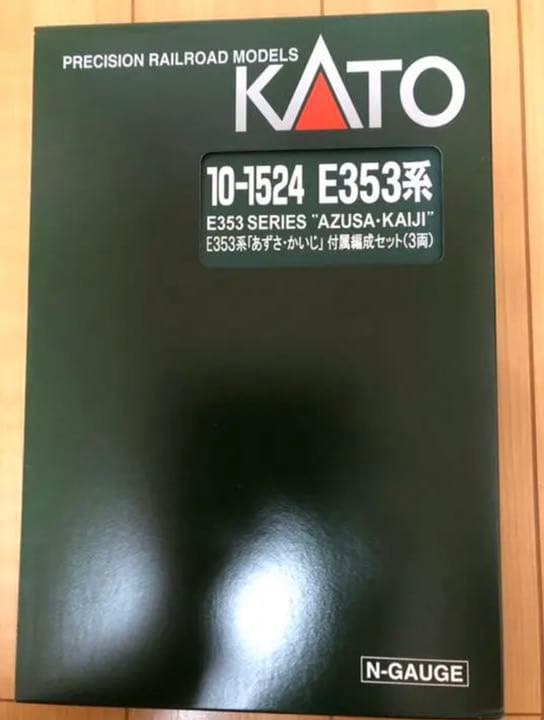 PRECISION RAILROAD MODELS
KATO
10-1524 E353系
E353 SERIES "AZUSA・KAIJI"
E353系「あずさ・かいじ」付属編成セット(3両)
N-GAUGE